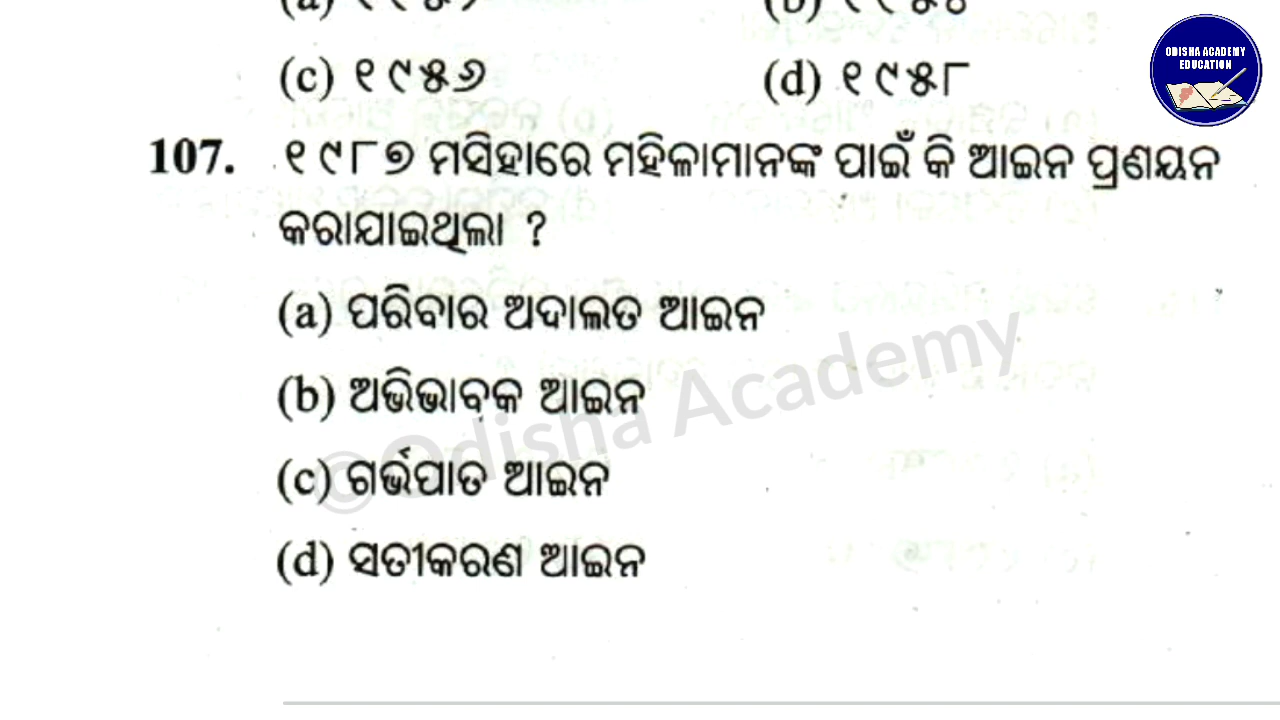 (c) ୧୯୫୬ (d) ୧୯୫୮
107. ୧୯୮୭ ମସିହାରେ ମହିଳାମାନଙ୍କ ପାଇଁ କି ଆଇନ ପ୍ରଣୟନ
କରାଯାଇଥିଲା ?
(a) ପରିବାର ଅଦାଲତ ଆଇନ
(b) ଅଭିଭାବକ ଆଇନ
(c) ଗର୍ଭପାତ ଆଇନ
(d) ସତୀକରଣ ଆଇନ
©Odisha Academy
ODISHA ACADEMY
EDUCATION